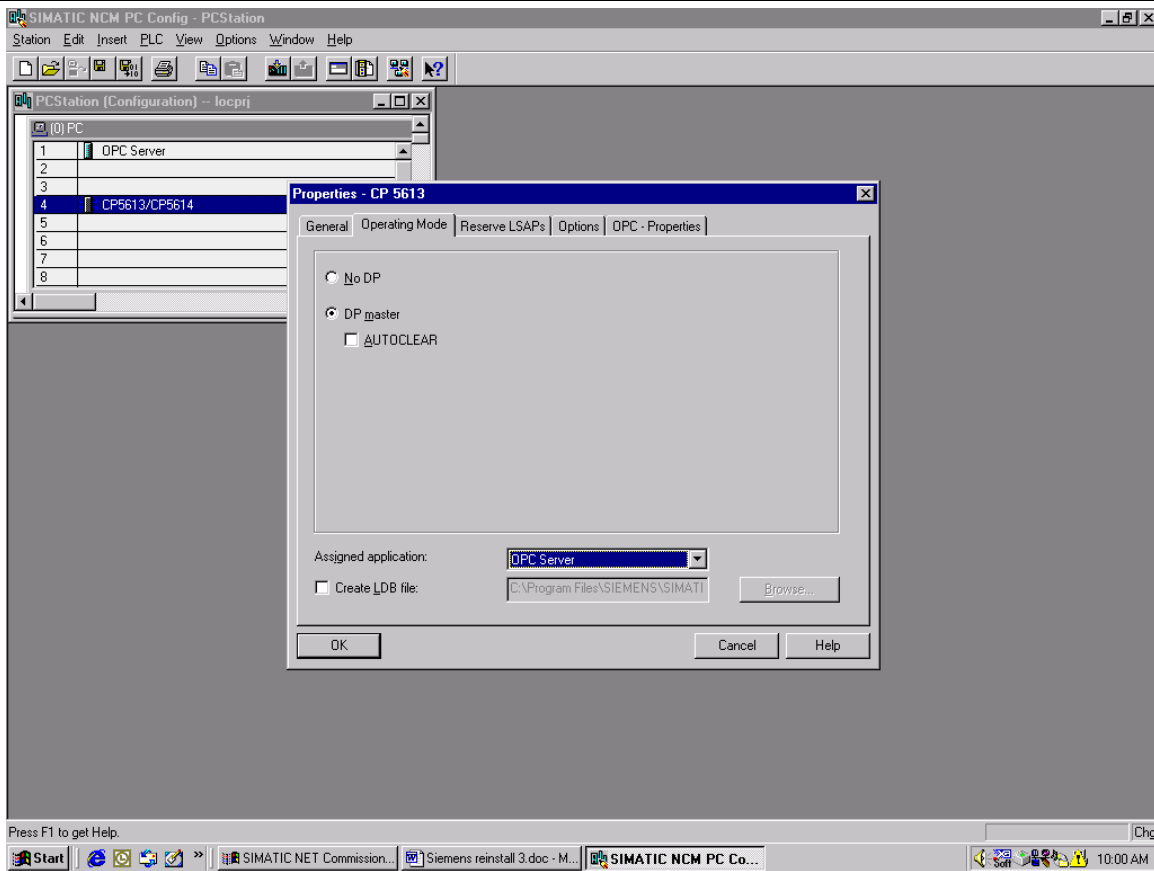 SIMATIC NCM PC Config - PCStation
Station Edit Insert PLC View Options Window Help
PCStation (Configuration) -- locprj
(0) PC
1 OPC Server
2
3
4 CP5613/CP5614
5
6
7
8
Properties - CP 5613
General Operating Mode Reserve LSAPs Options OPC - Properties
No DP
DP master
AUTOCLEAR
Assigned application: OPC Server
Create LDB file: C:\Program Files\SIEMENS\SIMATI Browse...
OK Cancel Help
Press F1 to get Help. Chg
Start » SIMATIC NET Commission... Siemens reinstall 3.doc - M... SIMATIC NCM PC Co... Soft 10:00 AM